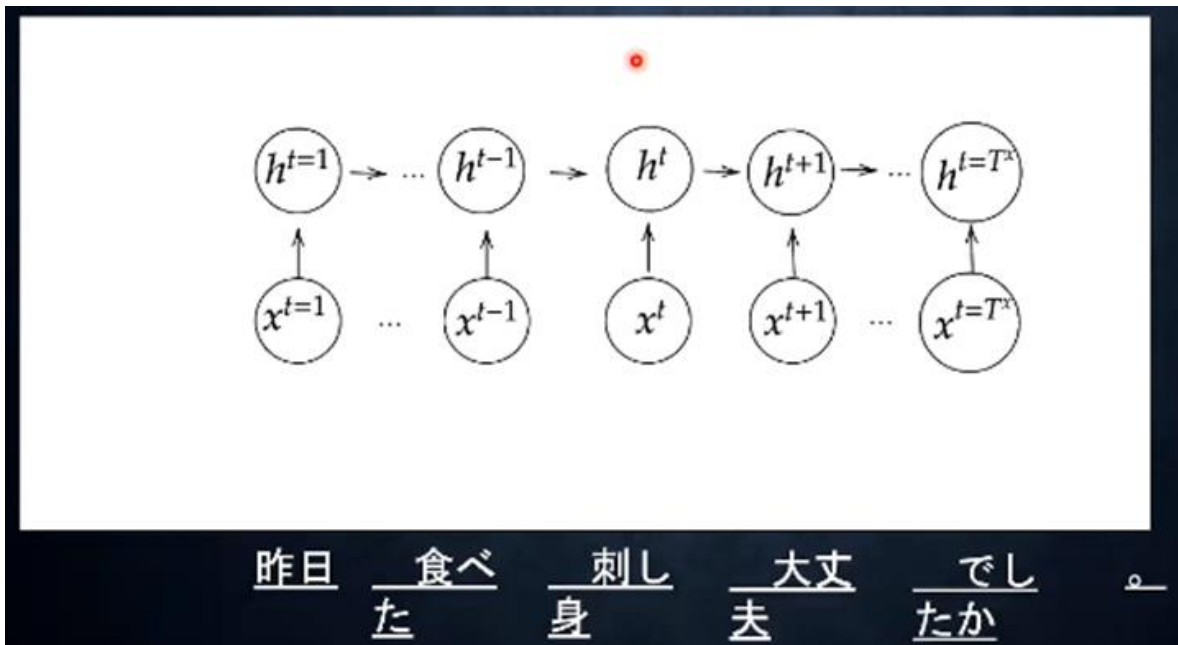 h^{t=1} → ... h^{t-1} → h^t → h^{t+1} → ... h^{t=T^x}
x^{t=1} ... x^{t-1} x^t x^{t+1} ... x^{t=T^x}
昨日 食べ 刺し 大丈 でし 。
た 身 夫 たか